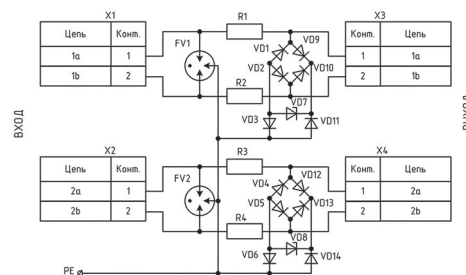 X1
Цепь Конт.
1a 1
1b 2
ВХОД
FV1
R1
R2
VD1
VD9
VD2
VD10
VD7
VD3
VD11
X3
Конт. Цепь
1 1a
2 1b
ВЫХОД
X2
Цепь Конт.
2a 1
2b 2
FV2
R3
R4
VD4
VD12
VD5
VD13
VD8
VD6
VD14
X4
Конт. Цепь
1 2a
2 2b
PE